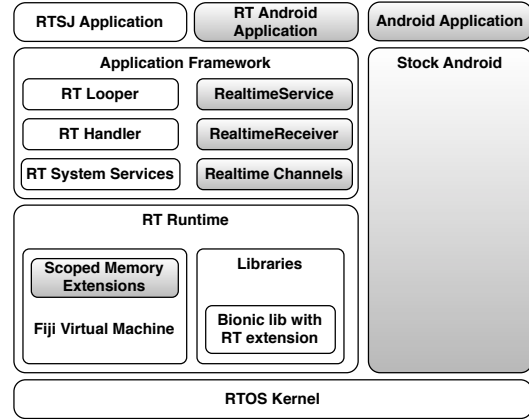 RTSJ Application
RT Android
Application
Android Application
Application Framework
RT Looper
RealtimeService
RT Handler
RealtimeReceiver
RT System Services
Realtime Channels
Stock Android
RT Runtime
Scoped Memory
Extensions
Fiji Virtual Machine
Libraries
Bionic lib with
RT extension
RTOS Kernel